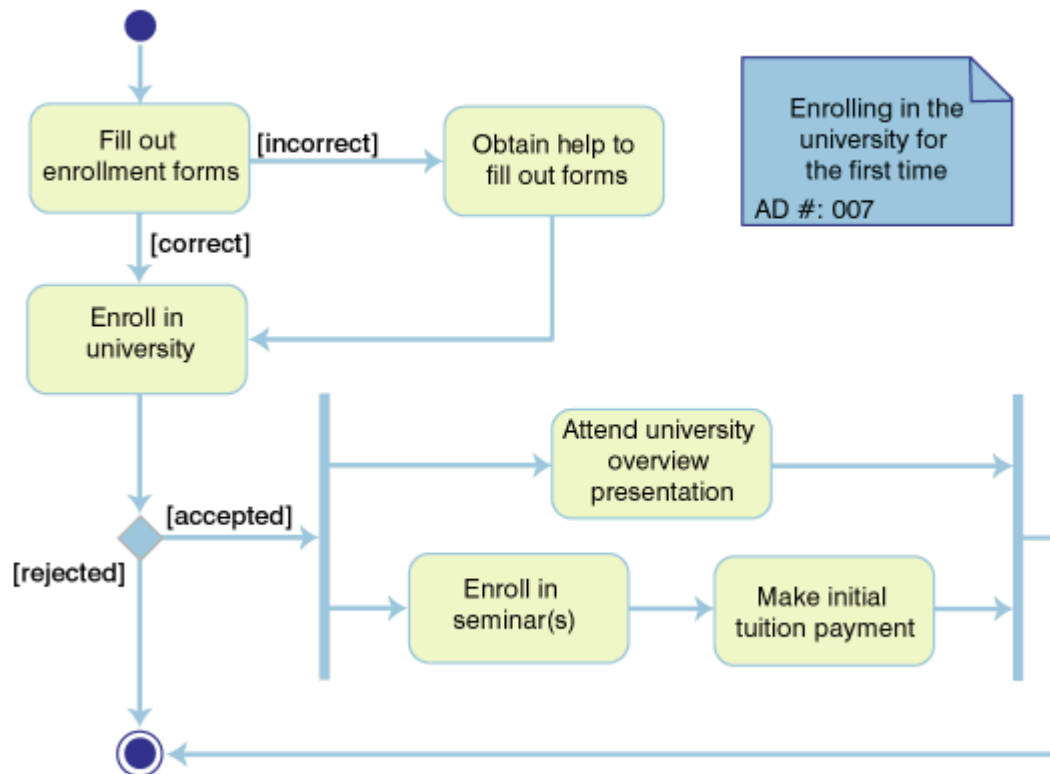 Fill out
enrollment forms
[incorrect]
Obtain help to
fill out forms
Enrolling in the
university for
the first time
AD #: 007
[correct]
Enroll in
university
Attend university
overview
presentation
[accepted]
[rejected]
Enroll in
seminar(s)
Make initial
tuition payment